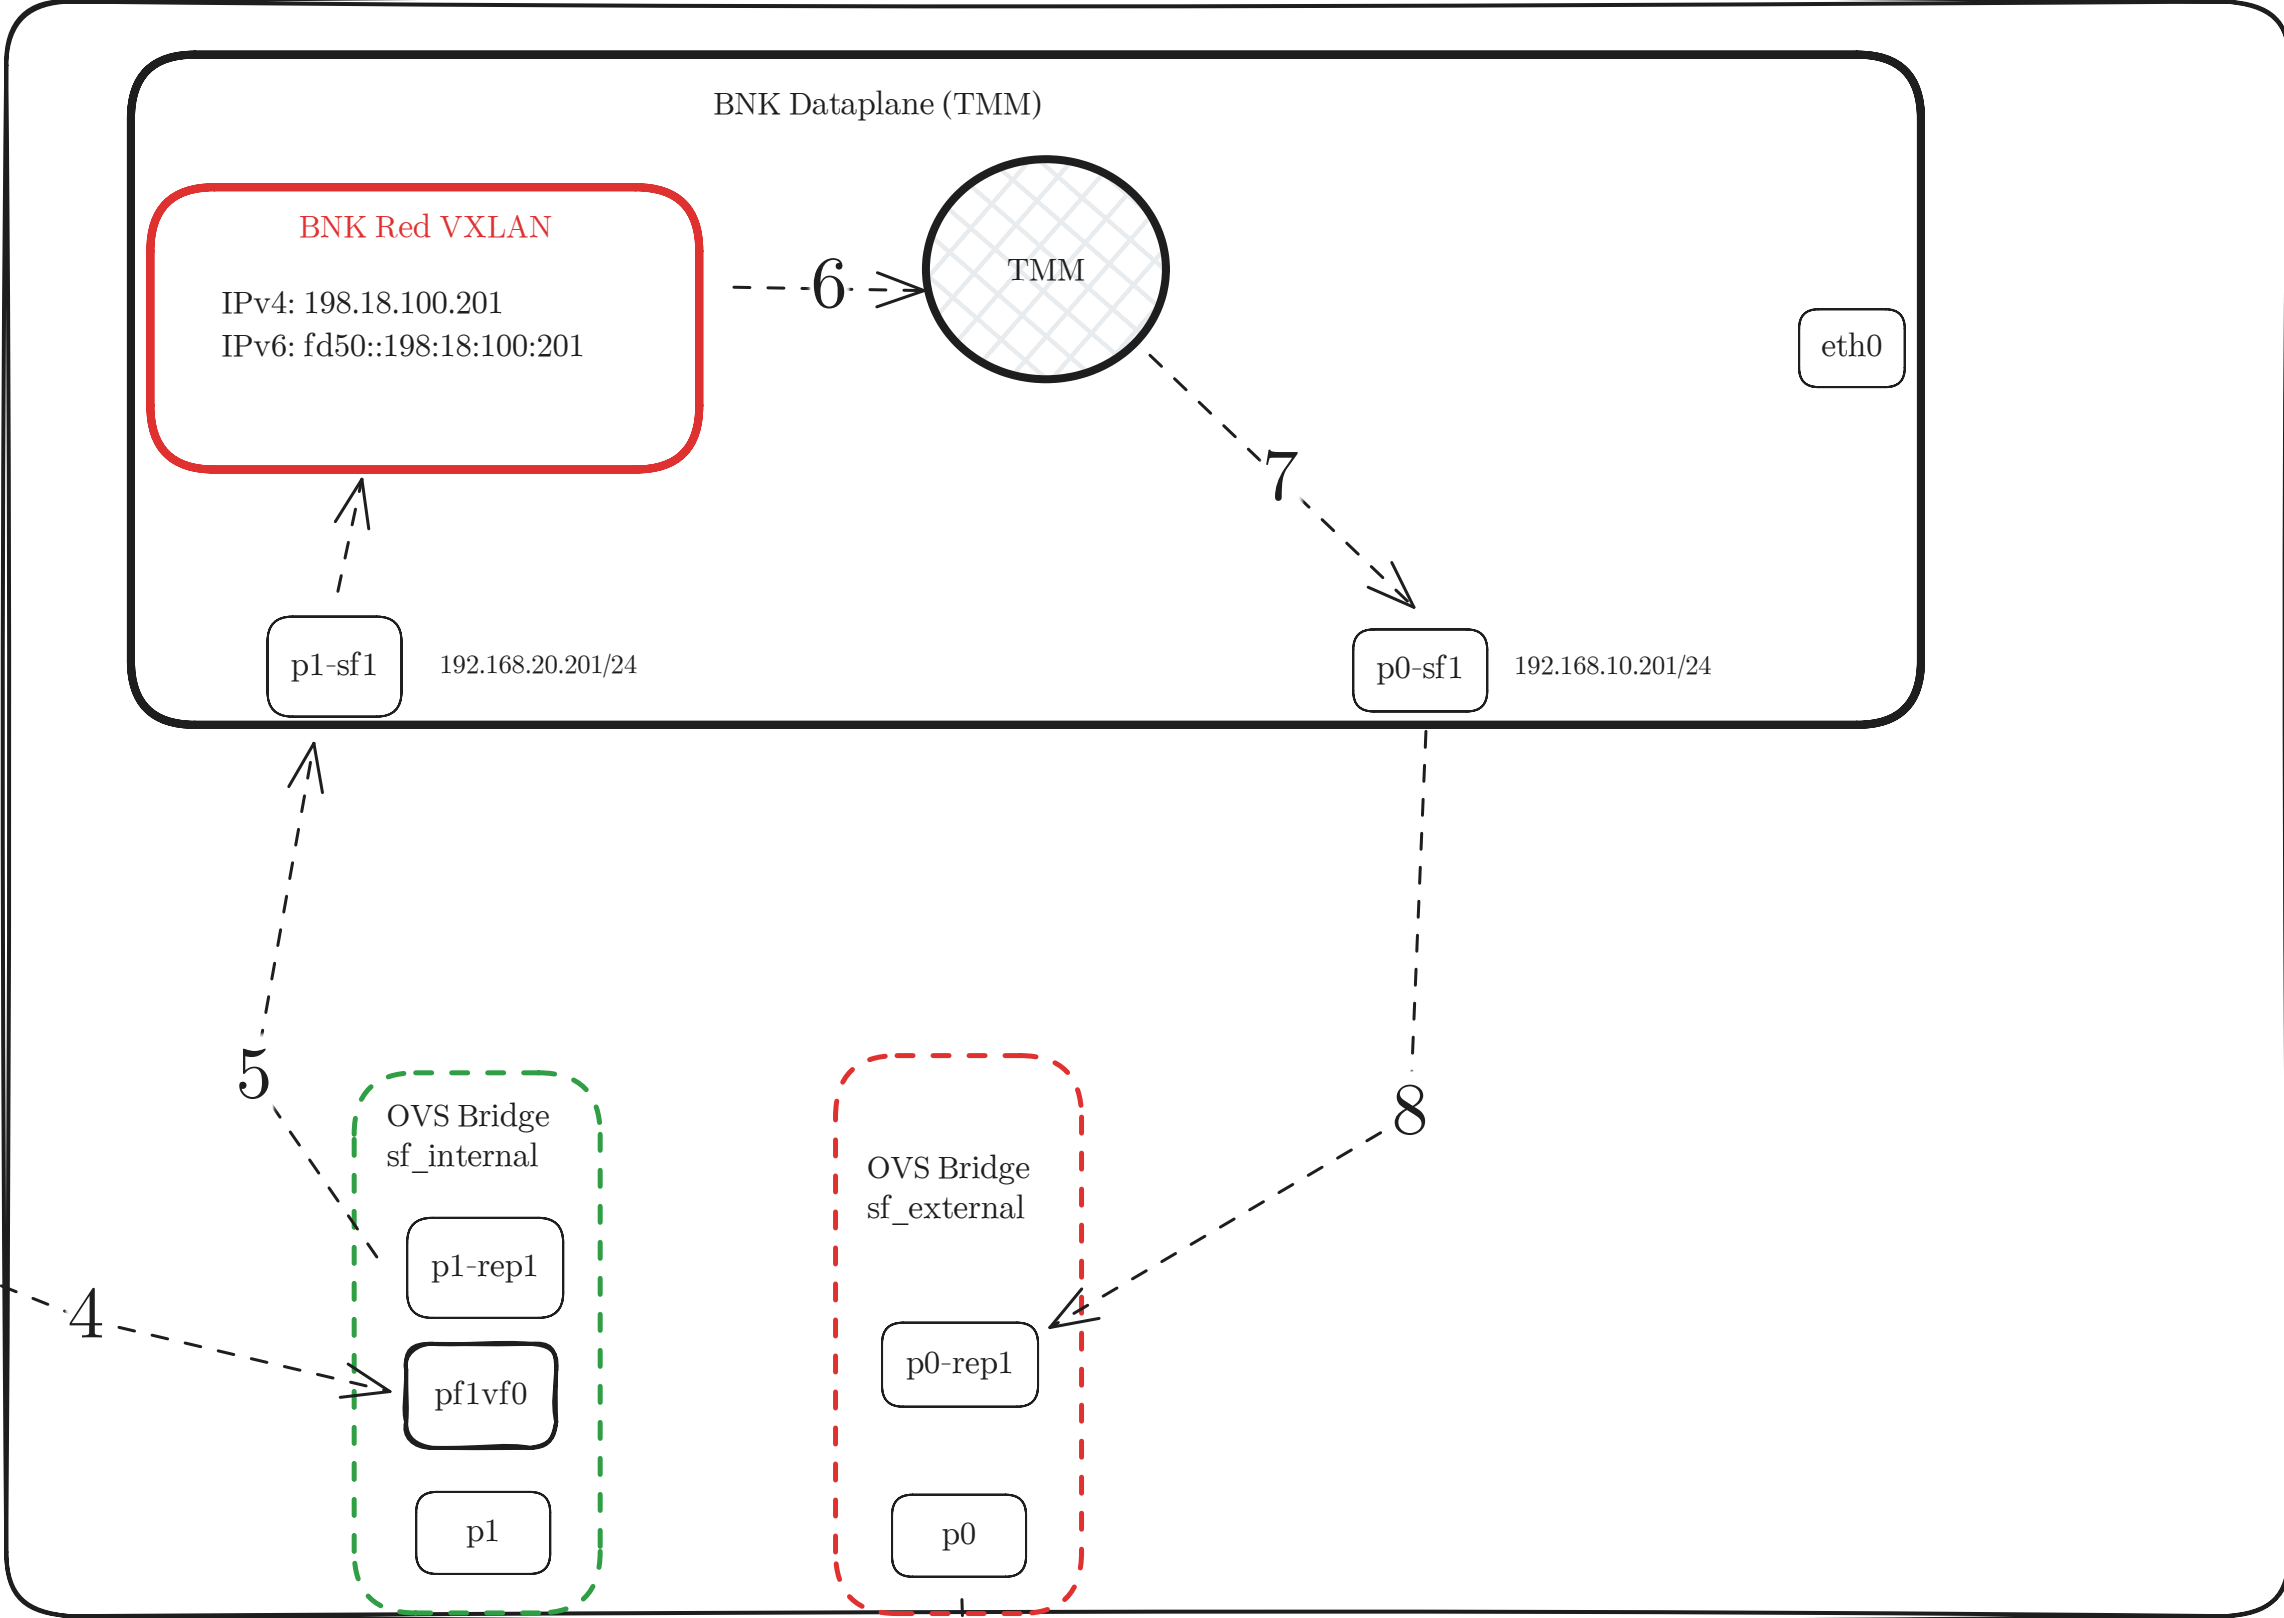 BNK Dataplane (TMM)
BNK Red VXLAN
IPv4: 198.18.100.201
IPv6: fd50::198:18:100:201
6
TMM
eth0
7
p1-sf1
192.168.20.201/24
p0-sf1
192.168.10.201/24
5
8
OVS Bridge
sf_internal
OVS Bridge
sf_external
p1-rep1
4
p0-rep1
pf1vf0
p1
p0